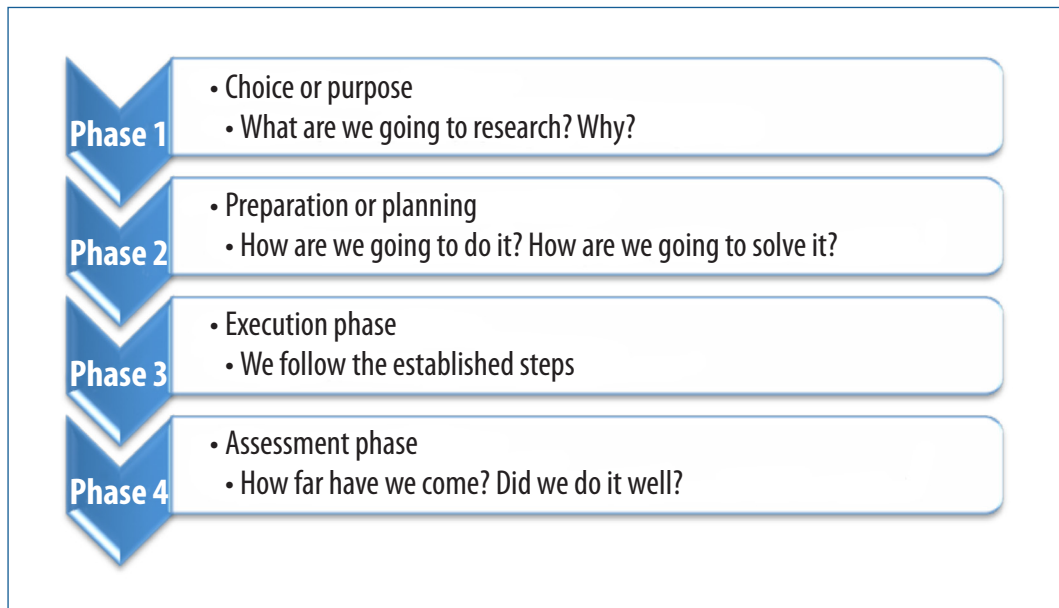 Phase 1
• Choice or purpose
• What are we going to research? Why?
Phase 2
• Preparation or planning
• How are we going to do it? How are we going to solve it?
Phase 3
• Execution phase
• We follow the established steps
Phase 4
• Assessment phase
• How far have we come? Did we do it well?